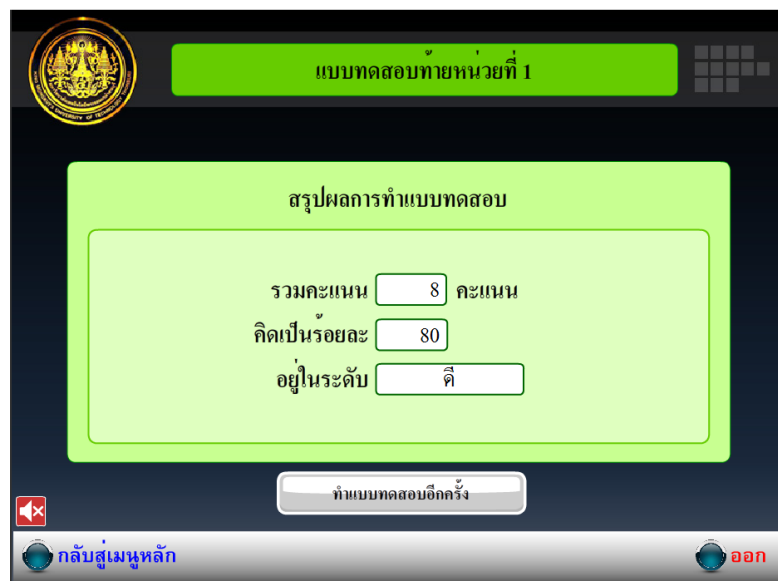 แบบทดสอบท้ายหน่วยที่ 1
สรุปผลการทำแบบทดสอบ
รวมคะแนน 8 คะแนน
คิดเป็นร้อยละ 80
อยู่ในระดับ ดี
ทำแบบทดสอบอีกครั้ง
กลับสู่เมนูหลัก
ออก